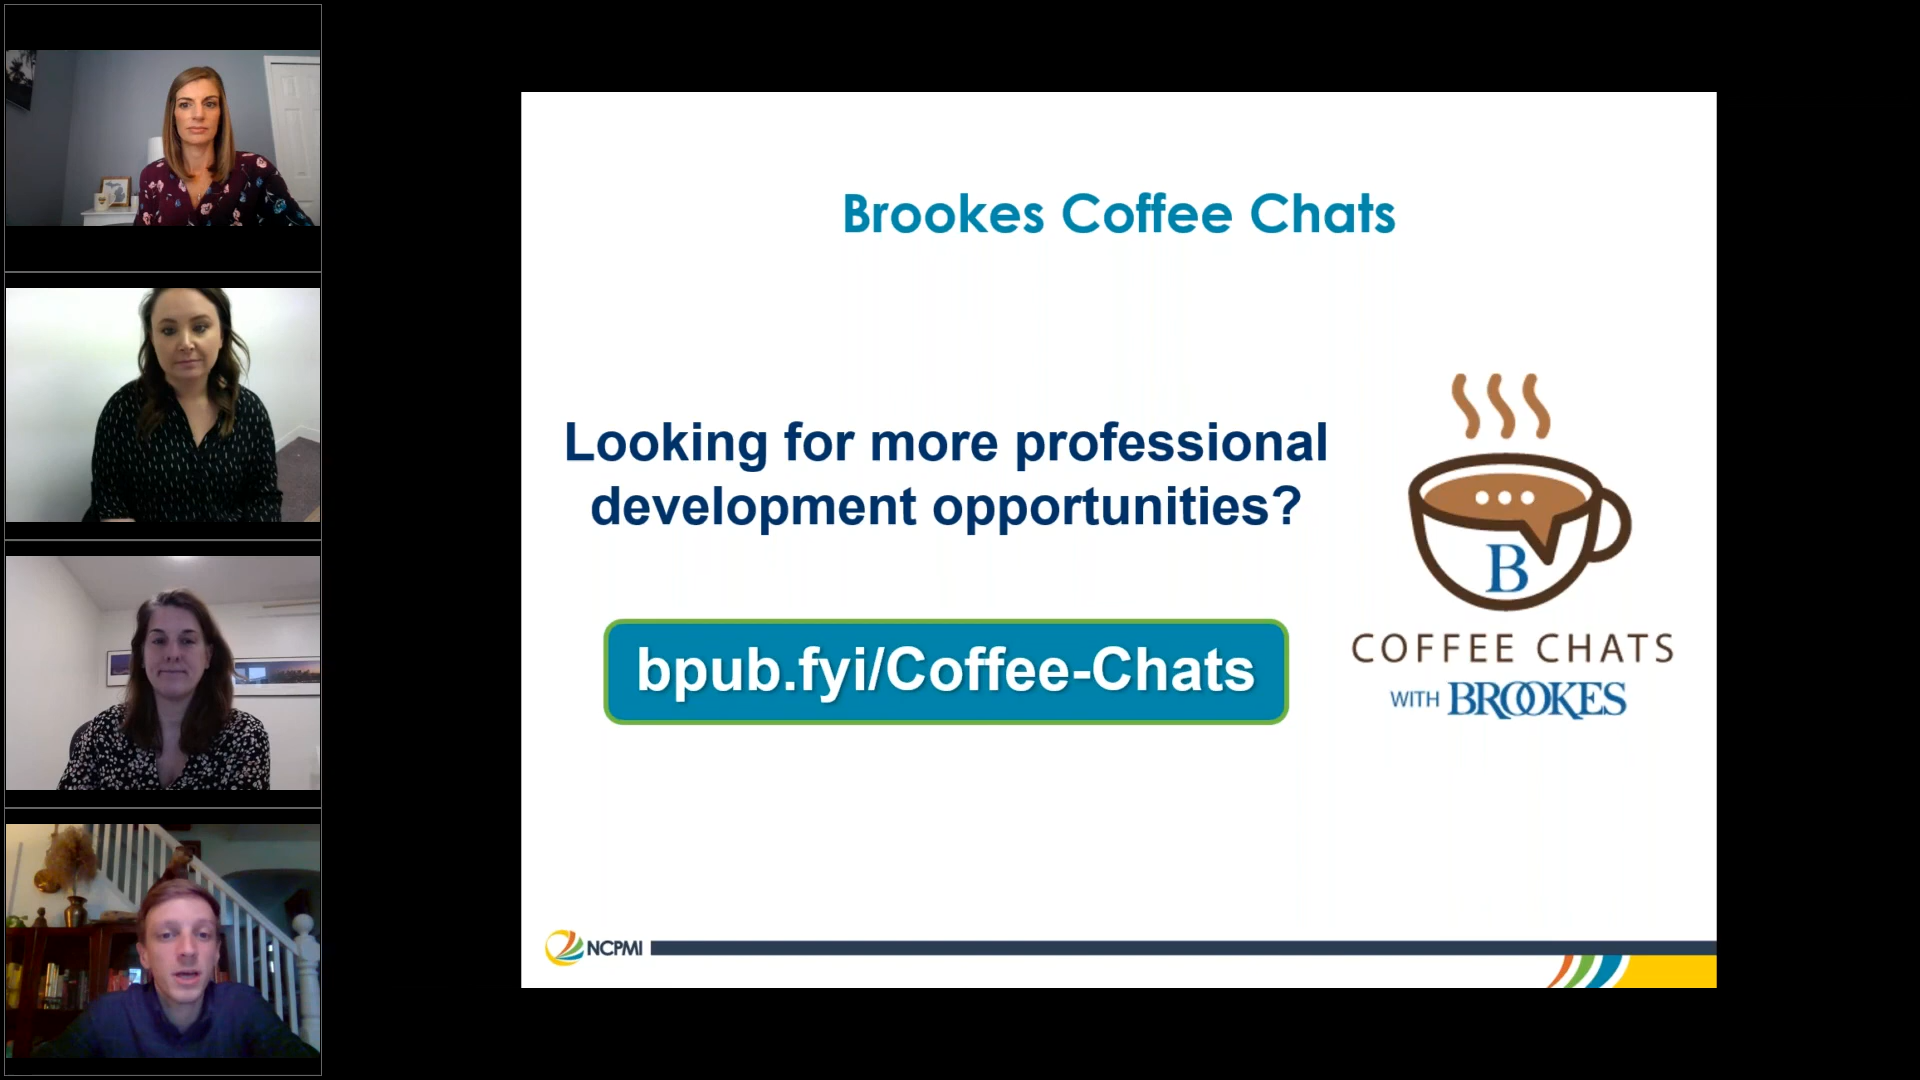 Brookes Coffee Chats
Looking for more professional
development opportunities?
bpub.fyi/Coffee-Chats
B
COFFEE CHATS
WITH BROOKES
NCPMI